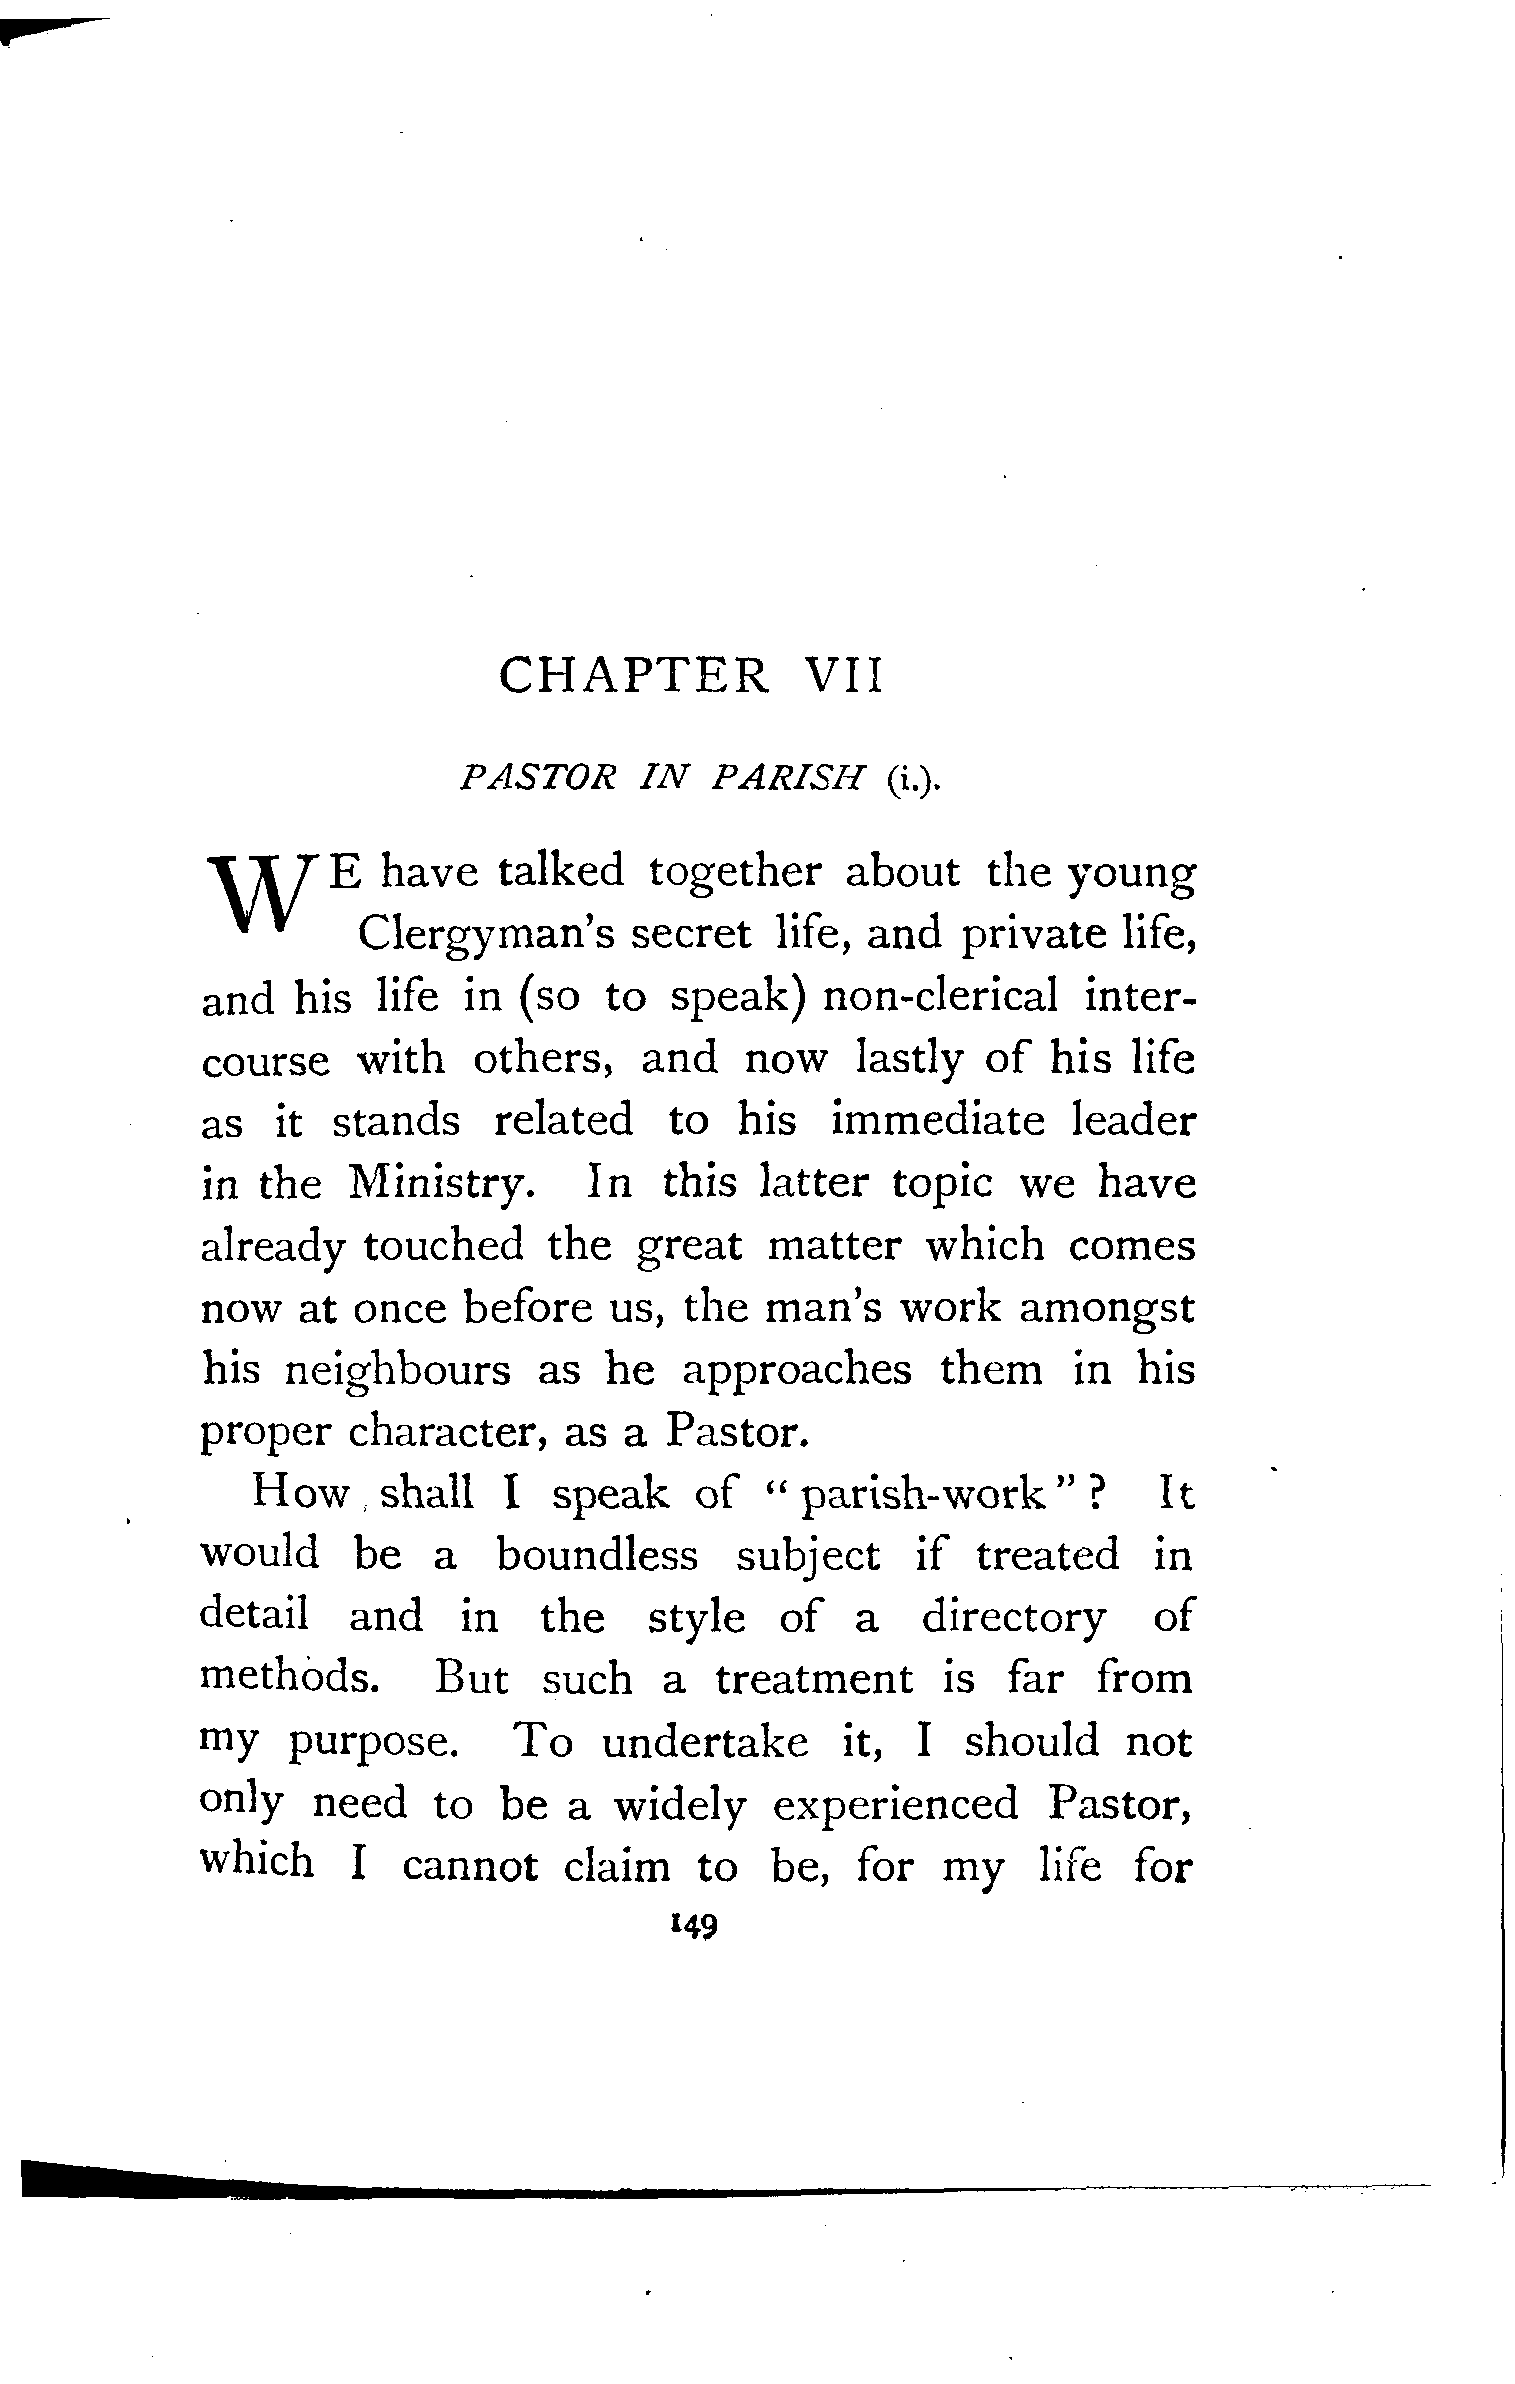 CHAPTER VII
PASTOR IN PARISH (i.).
WE have talked together about the young
Clergyman's secret life, and private life,
and his life in (so to speak) non-clerical inter-
course with others, and now lastly of his life
as it stands related to his immediate leader
in the Ministry. In this latter topic we have
already touched the great matter which comes
now at once before us, the man's work amongst
his neighbours as he approaches them in his
proper character, as a Pastor.
How shall I speak of "parish-work"? It
would be a boundless subject if treated in
detail and in the style of a directory of
methods. But such a treatment is far from
my purpose. To undertake it, I should not
only need to be a widely experienced Pastor,
which I cannot claim to be, for my life for
149